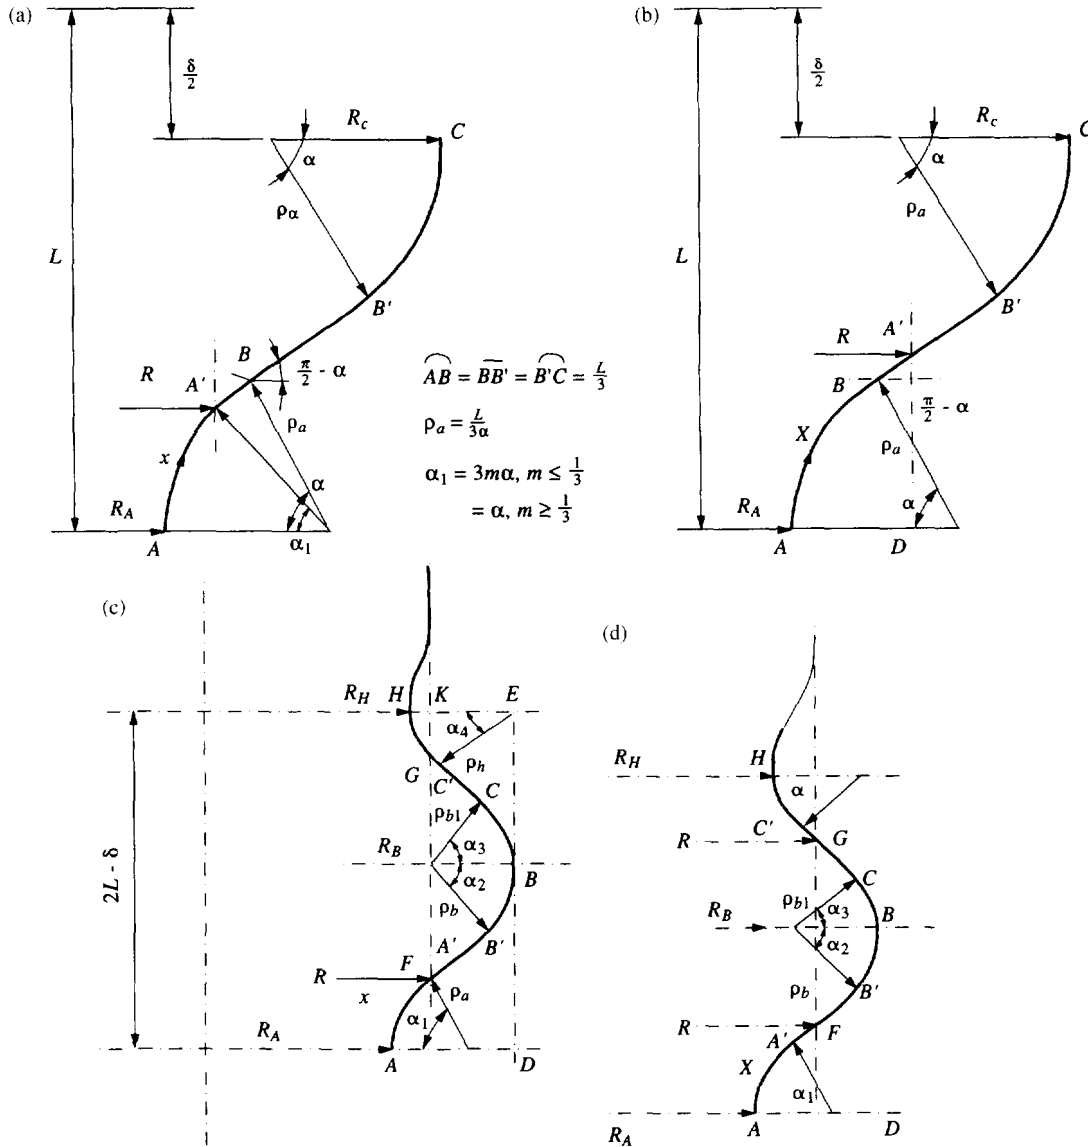 (a)
δ/2
R_c
C
α
ρ_α
L
B'
B
π/2 - α
R
A'
ρ_a
x
α
R_A
α_1
A
AB = BB' = B'C = L/3
ρ_a = L/3α
α_1 = 3mα, m ≤ 1/3
= α, m ≥ 1/3
(b)
δ/2
R_c
C
α
ρ_a
L
B'
A'
R
B
π/2 - α
X
ρ_a
R_A
α
A
D
(c)
R_H
H
K
E
α_4
ρ_h
G
C'
C
ρ_b1
R_B
α_3
α_2
B
ρ_b
2L - δ
A'
B'
F
R
x
ρ_a
α_1
R_A
A
D
(d)
H
R_H
α
C'
G
R
C
ρ_b1
α_3
B
R_B
α_2
ρ_b
B'
R
F
A'
X
α_1
A
D
R_A